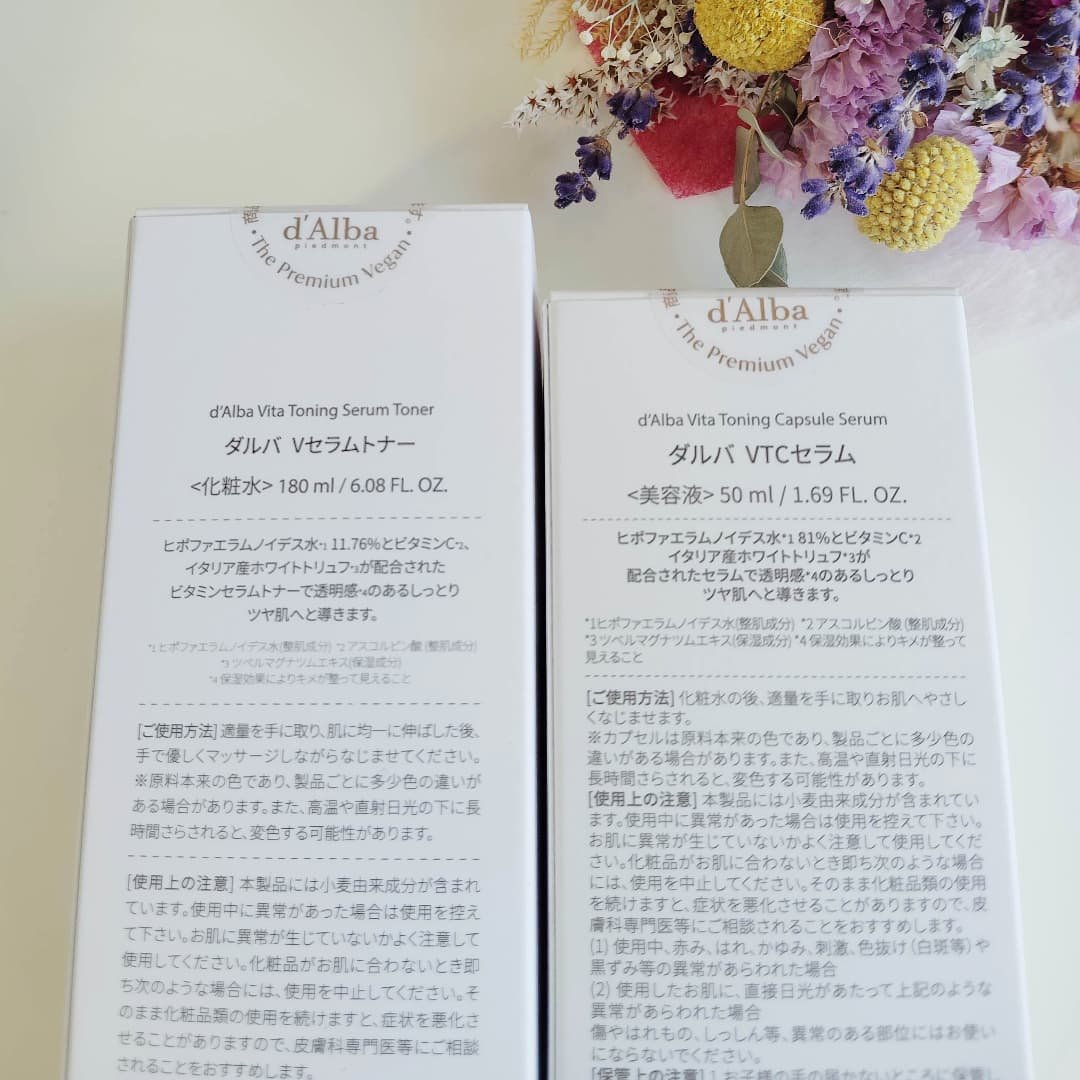 d'Alba
piedmont
The Premium Vegan
d'Alba Vita Toning Serum Toner
ダルバ Vセラムトナー
<化粧水> 180 ml / 6.08 FL. OZ.
ヒポファエラムノイデス水*1 11.76%とビタミンC*2、
イタリア産ホワイトトリュフ*3が配合された
ビタミンセラムトナーで透明感*4のあるしっとり
ツヤ肌へと導きます。
*1 ヒポファエラムノイデス水(整肌成分) *2 アスコルビン酸 (整肌成分)
*3 ツベルマグナツムエキス(保湿成分)
*4 保湿効果によりキメが整って見えること
[ご使用方法] 適量を手に取り、肌に均一に伸ばした後、
手で優しくマッサージしながらなじませてください。
※原料本来の色であり、製品ごとに多少色の違いが
ある場合があります。また、高温や直射日光の下に長
時間さらされると、変色する可能性があります。
[使用上の注意] 本製品には小麦由来成分が含まれ
ています。使用中に異常があった場合は使用を控え
て下さい。お肌に異常が生じていないかよく注意して
使用してください。化粧品がお肌に合わないとき即
ち次のような場合には、使用を中止してください。そ
のまま化粧品類の使用を続けますと、症状を悪化さ
せることがありますので、皮膚科専門医等にご相談
されることをおすすめします。
d'Alba
piedmont
The Premium Vegan
d'Alba Vita Toning Capsule Serum
ダルバ VTCセラム
<美容液> 50 ml / 1.69 FL. OZ.
ヒポファエラムノイデス水*1 81%とビタミンC*2
イタリア産ホワイトトリュフ*3が
配合されたセラムで透明感*4のあるしっとり
ツヤ肌へと導きます。
*1ヒポファエラムノイデス水(整肌成分) *2 アスコルビン酸 (整肌成分)
*3 ツベルマグナツムエキス(保湿成分) *4 保湿効果によりキメが整って
見えること
[ご使用方法] 化粧水の後、適量を手に取りお肌へやさし
くなじませます。
※カプセルは原料本来の色であり、製品ごとに多少色の
違いがある場合があります。また、高温や直射日光の下に
長時間さらされると、変色する可能性があります。
[使用上の注意] 本製品には小麦由来成分が含まれてい
ます。使用中に異常があった場合は使用を控えて下さい。
お肌に異常が生じていないかよく注意して使用してくだ
さい。化粧品がお肌に合わないとき即ち次のような場合
には、使用を中止してください。そのまま化粧品類の使用
を続けますと、症状を悪化させることがありますので、皮
膚科専門医等にご相談されることをおすすめします。
(1) 使用中、赤み、はれ、かゆみ、刺激、色抜け (白斑等) や
黒ずみ等の異常があらわれた場合
(2) 使用したお肌に、直接日光があたって上記のような
異常があらわれた場合
傷やはれもの、しっしん等、異常のある部位にはお使い
にならないでください。
[保管上の注意] 1.お子様の手の届かないところに保管し